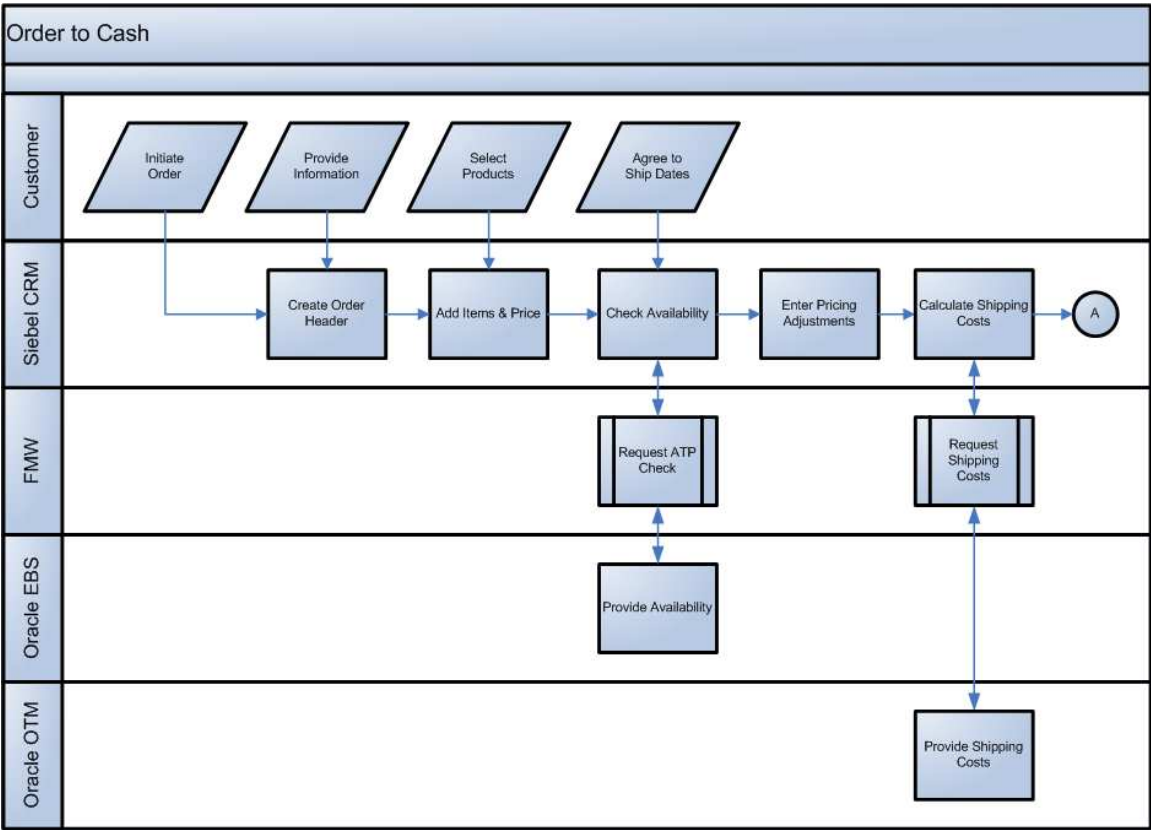 Order to Cash
Customer
Initiate
Order
Provide
Information
Select
Products
Agree to
Ship Dates
Siebel CRM
Create Order
Header
Add Items & Price
Check Availability
Enter Pricing
Adjustments
Calculate Shipping
Costs
A
FMW
Request ATP
Check
Request
Shipping
Costs
Oracle EBS
Provide Availability
Oracle OTM
Provide Shipping
Costs